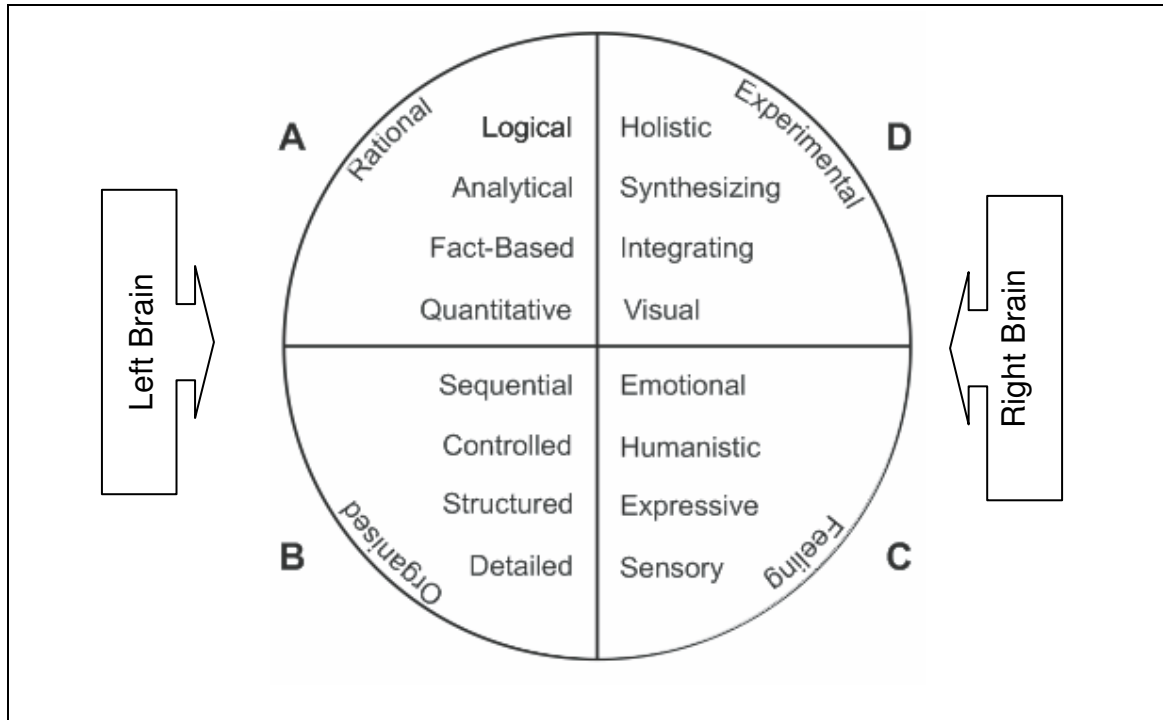 A
Rational
Logical
Analytical
Fact-Based
Quantitative
D
Experimental
Holistic
Synthesizing
Integrating
Visual
Left Brain
Right Brain
B
Organised
Sequential
Controlled
Structured
Detailed
C
Feeling
Emotional
Humanistic
Expressive
Sensory